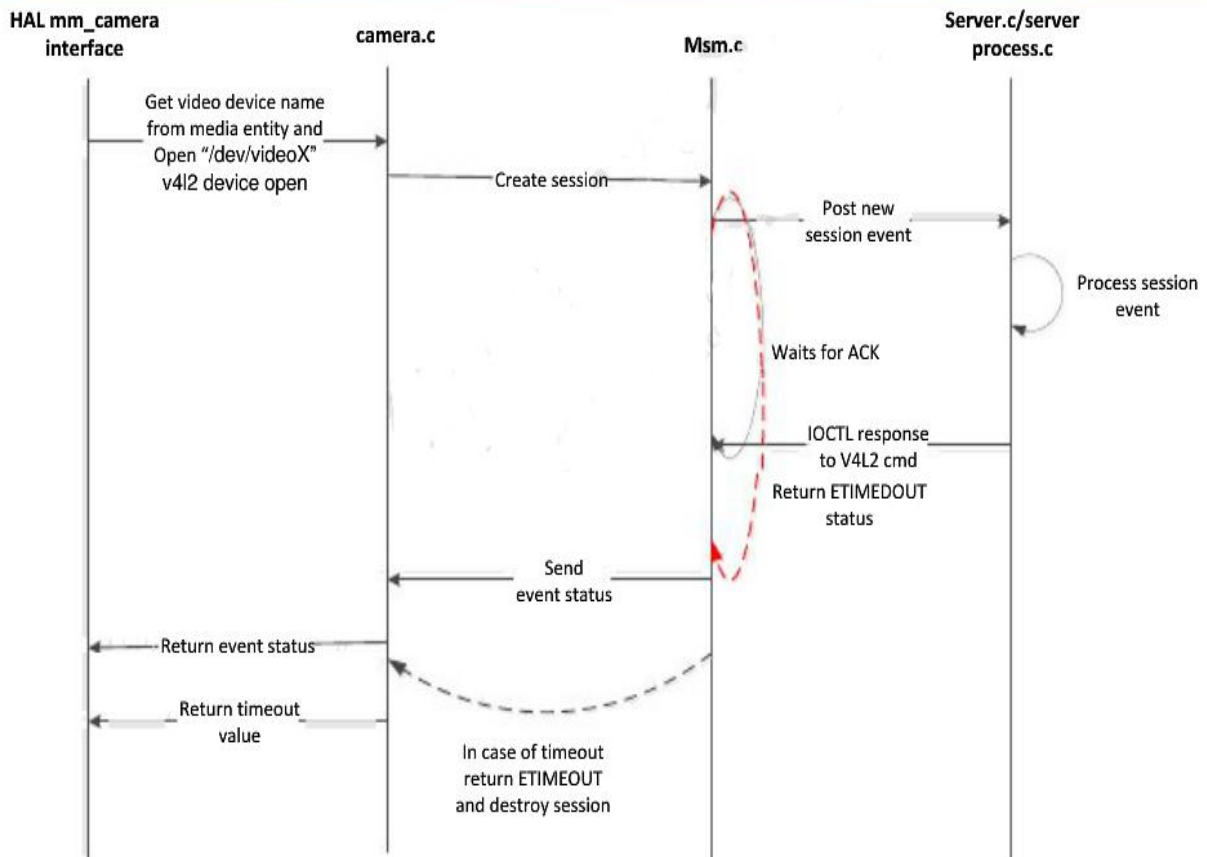 HAL mm_camera
interface
camera.c
Msm.c
Server.c/server
process.c
Get video device name
from media entity and
Open “/dev/videoX”
v4l2 device open
Create session
Post new
session event
Process session
event
Waits for ACK
IOCTL response
to V4L2 cmd
Return ETIMEDOUT
status
Send
event status
Return event status
Return timeout
value
In case of timeout
return ETIMEOUT
and destroy session